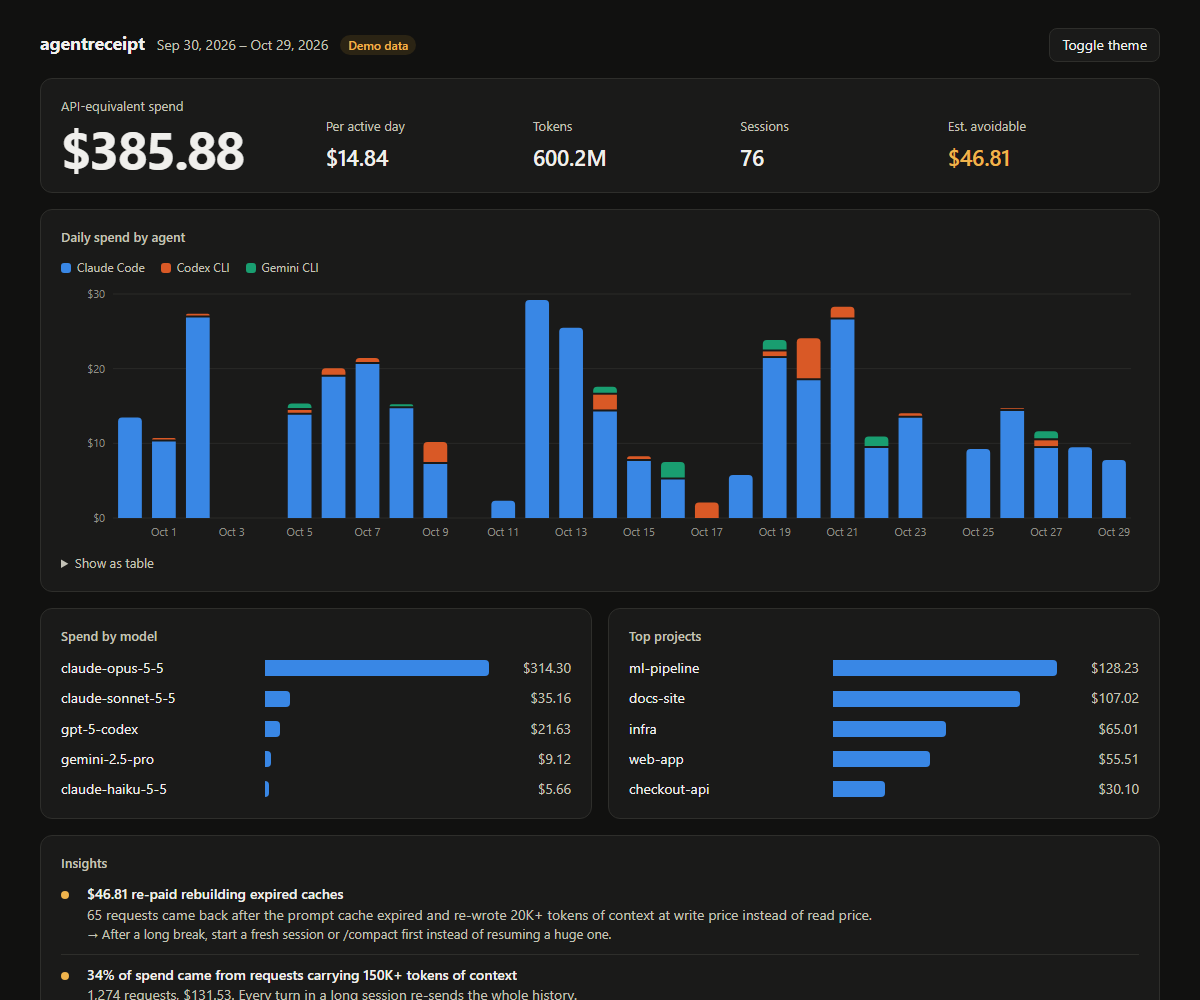 agentreceipt Sep 30, 2026 – Oct 29, 2026 Demo data Toggle theme
API-equivalent spend
$385.88
Per active day
$14.84
Tokens
600.2M
Sessions
76
Est. avoidable
$46.81
Daily spend by agent
Claude Code Codex CLI Gemini CLI
$30
$20
$10
$0
Oct 1 Oct 3 Oct 5 Oct 7 Oct 9 Oct 11 Oct 13 Oct 15 Oct 17 Oct 19 Oct 21 Oct 23 Oct 25 Oct 27 Oct 29
▶ Show as table
Spend by model
claude-opus-5-5 $314.30
claude-sonnet-5-5 $35.16
gpt-5-codex $21.63
gemini-2.5-pro $9.12
claude-haiku-5-5 $5.66
Top projects
ml-pipeline $128.23
docs-site $107.02
infra $65.01
web-app $55.51
checkout-api $30.10
Insights
$46.81 re-paid rebuilding expired caches
65 requests came back after the prompt cache expired and re-wrote 20K+ tokens of context at write price instead of read price.
→ After a long break, start a fresh session or /compact first instead of resuming a huge one.
34% of spend came from requests carrying 150K+ tokens of context
1,274 requests, $131.53. Every turn in a long session re-sends the whole history.